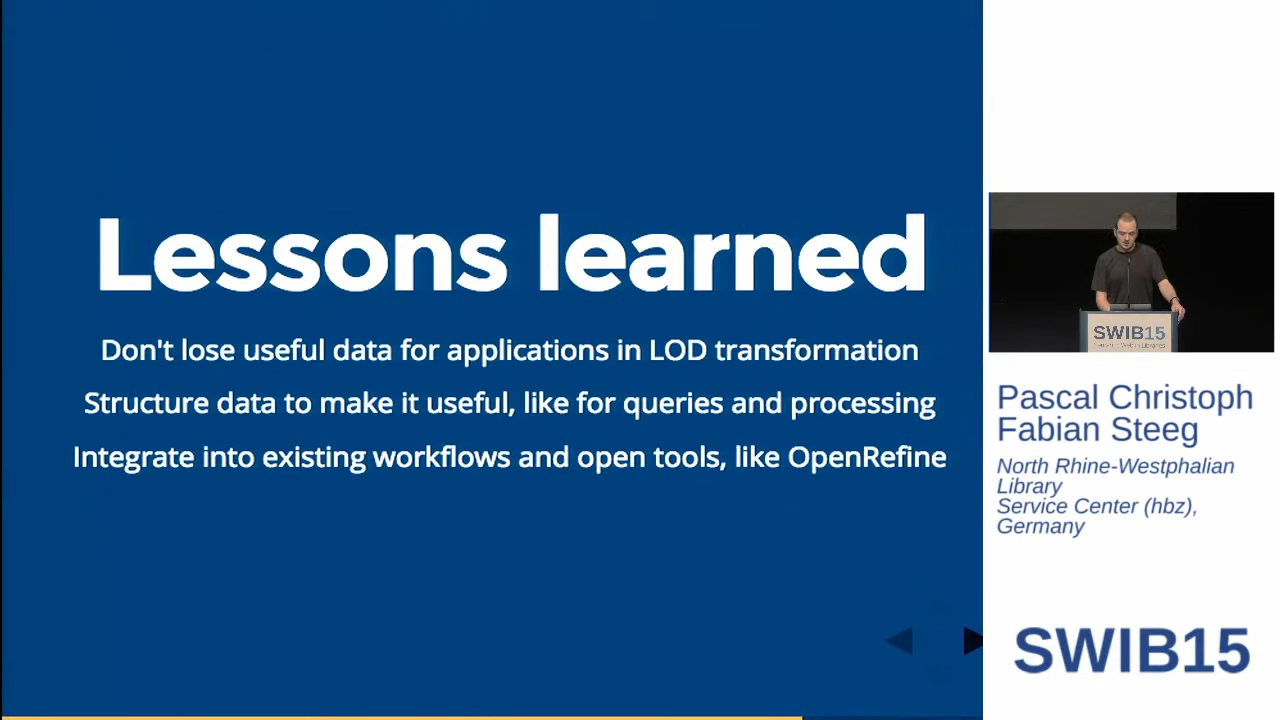 Lessons learned
Don't lose useful data for applications in LOD transformation
Structure data to make it useful, like for queries and processing
Integrate into existing workflows and open tools, like OpenRefine
SWIB15
Pascal Christoph
Fabian Steeg
North Rhine-Westphalian
Library
Service Center (hbz),
Germany
SWIB15